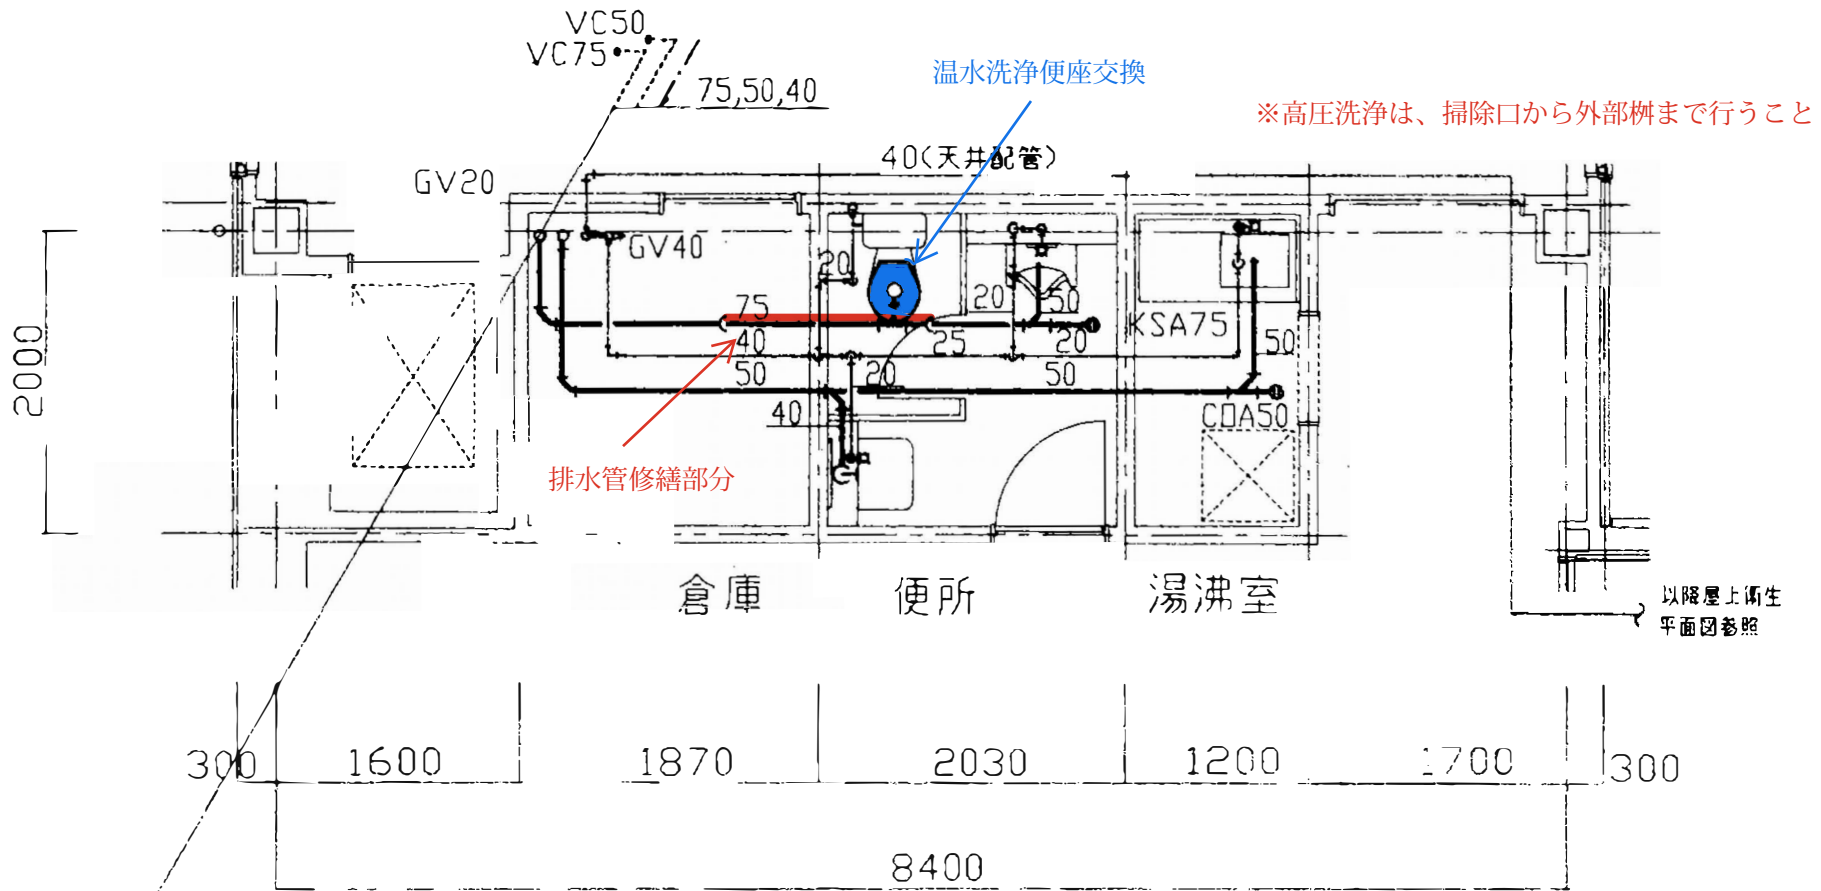 VC50
VC75
75,50,40
温水洗浄便座交換
※高圧洗浄は、掃除口から外部桝まで行うこと
40(天井配管)
GV20
GV40
20
75
20
50
KSA75
40
25
20
50
50
20
50
40
COA50
2000
排水管修繕部分
倉庫
便所
湯沸室
以降屋上衛生
平面図参照
300
1600
1870
2030
1200
1700
300
8400